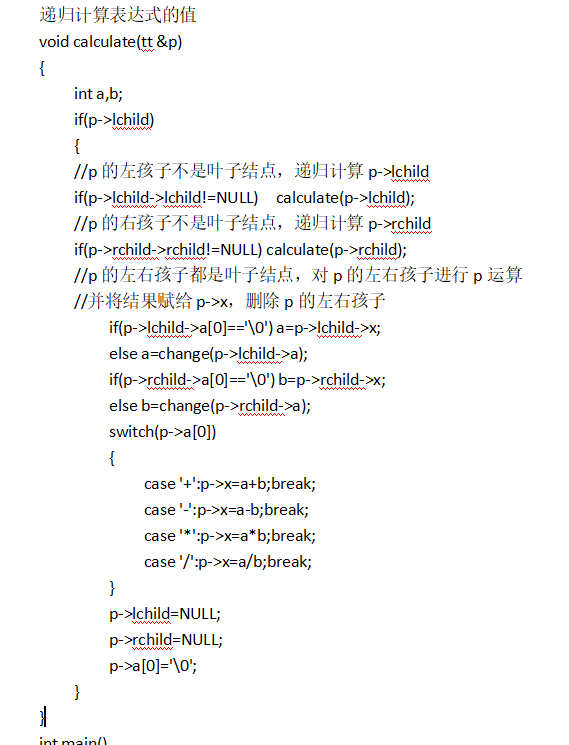 递归计算表达式的值
void calculate(tt &p)
{
int a,b;
if(p->lchild)
{
//p 的左孩子不是叶子结点，递归计算 p->lchild
if(p->lchild->lchild!=NULL) calculate(p->lchild);
//p 的右孩子不是叶子结点，递归计算 p->rchild
if(p->rchild->rchild!=NULL) calculate(p->rchild);
//p 的左右孩子都是叶子结点，对 p 的左右孩子进行 p 运算
//并将结果赋给 p->x，删除 p 的左右孩子
if(p->lchild->a[0]=='\0') a=p->lchild->x;
else a=change(p->lchild->a);
if(p->rchild->a[0]=='\0') b=p->rchild->x;
else b=change(p->rchild->a);
switch(p->a[0])
{
case '+':p->x=a+b;break;
case '-':p->x=a-b;break;
case '*':p->x=a*b;break;
case '/':p->x=a/b;break;
}
p->lchild=NULL;
p->rchild=NULL;
p->a[0]='\0';
}
}
int main()